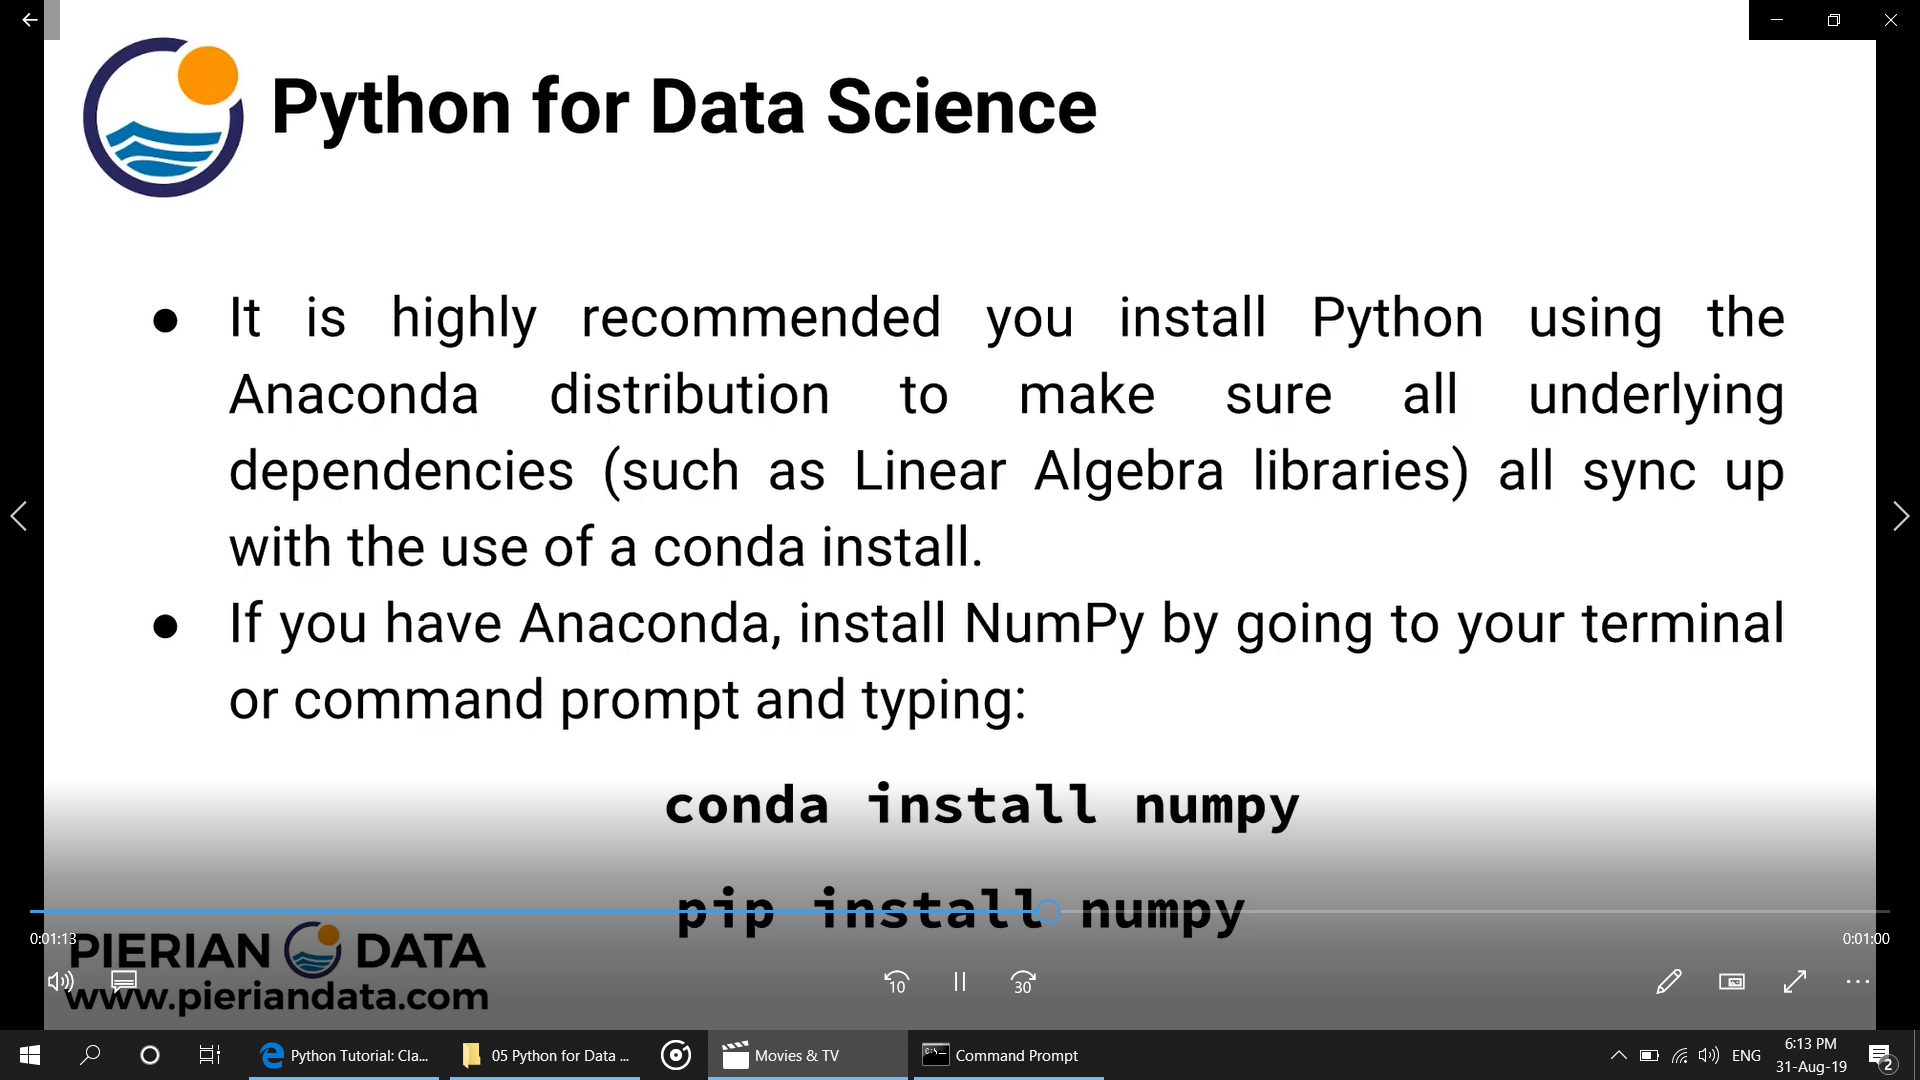 Python for Data Science
● It is highly recommended you install Python using the
Anaconda distribution to make sure all underlying
dependencies (such as Linear Algebra libraries) all sync up
with the use of a conda install.
● If you have Anaconda, install NumPy by going to your terminal
or command prompt and typing:
conda install numpy
pip install numpy
0:01:13
0:01:00
PIERIAN DATA
www.pieriandata.com
10
30
Python Tutorial: Cla...
05 Python for Data ...
Movies & TV
Command Prompt
ENG
6:13 PM
31-Aug-19
2